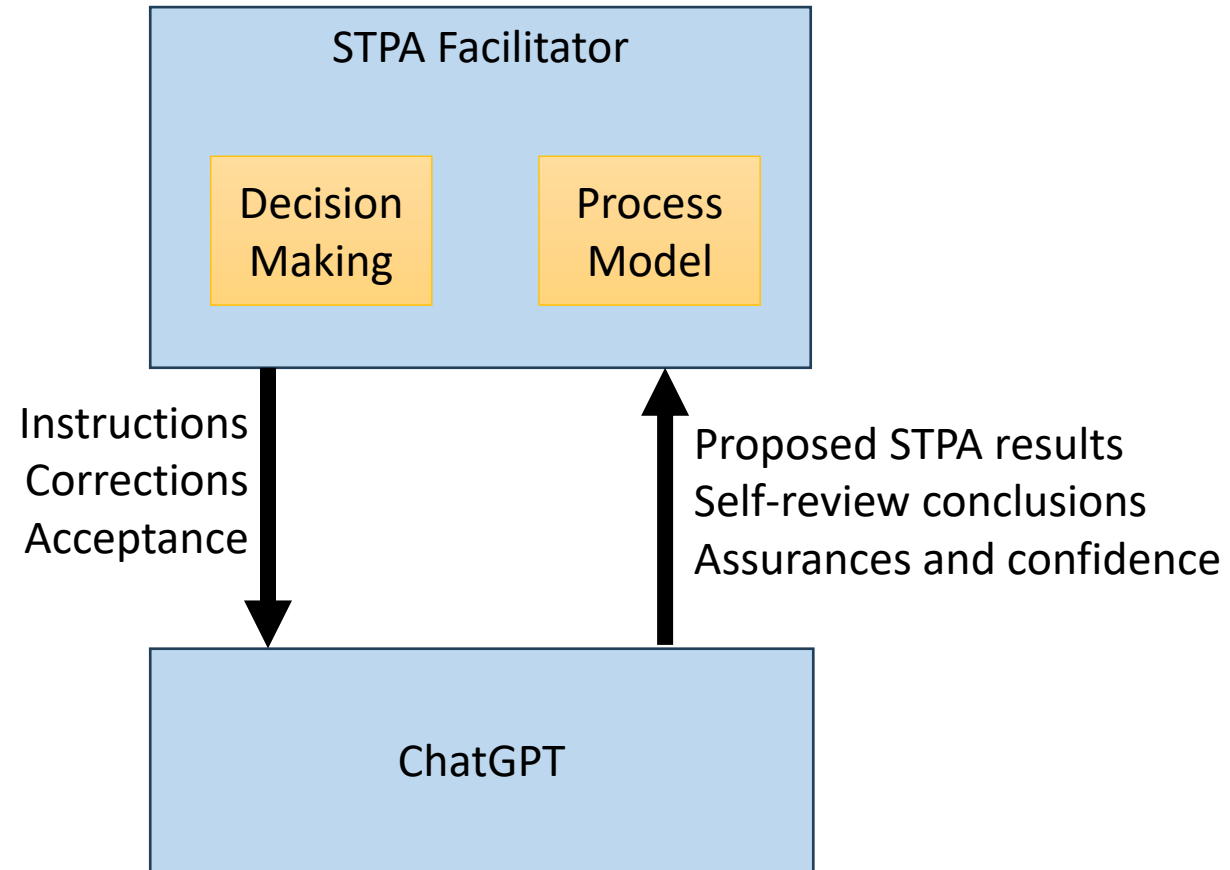 STPA Facilitator
Decision
Making
Process
Model
Instructions
Corrections
Acceptance
Proposed STPA results
Self-review conclusions
Assurances and confidence
ChatGPT